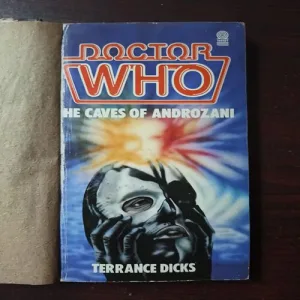 DOCTOR
WHO
HE CAVES OF ANDROZANI
TERRANCE DICKS